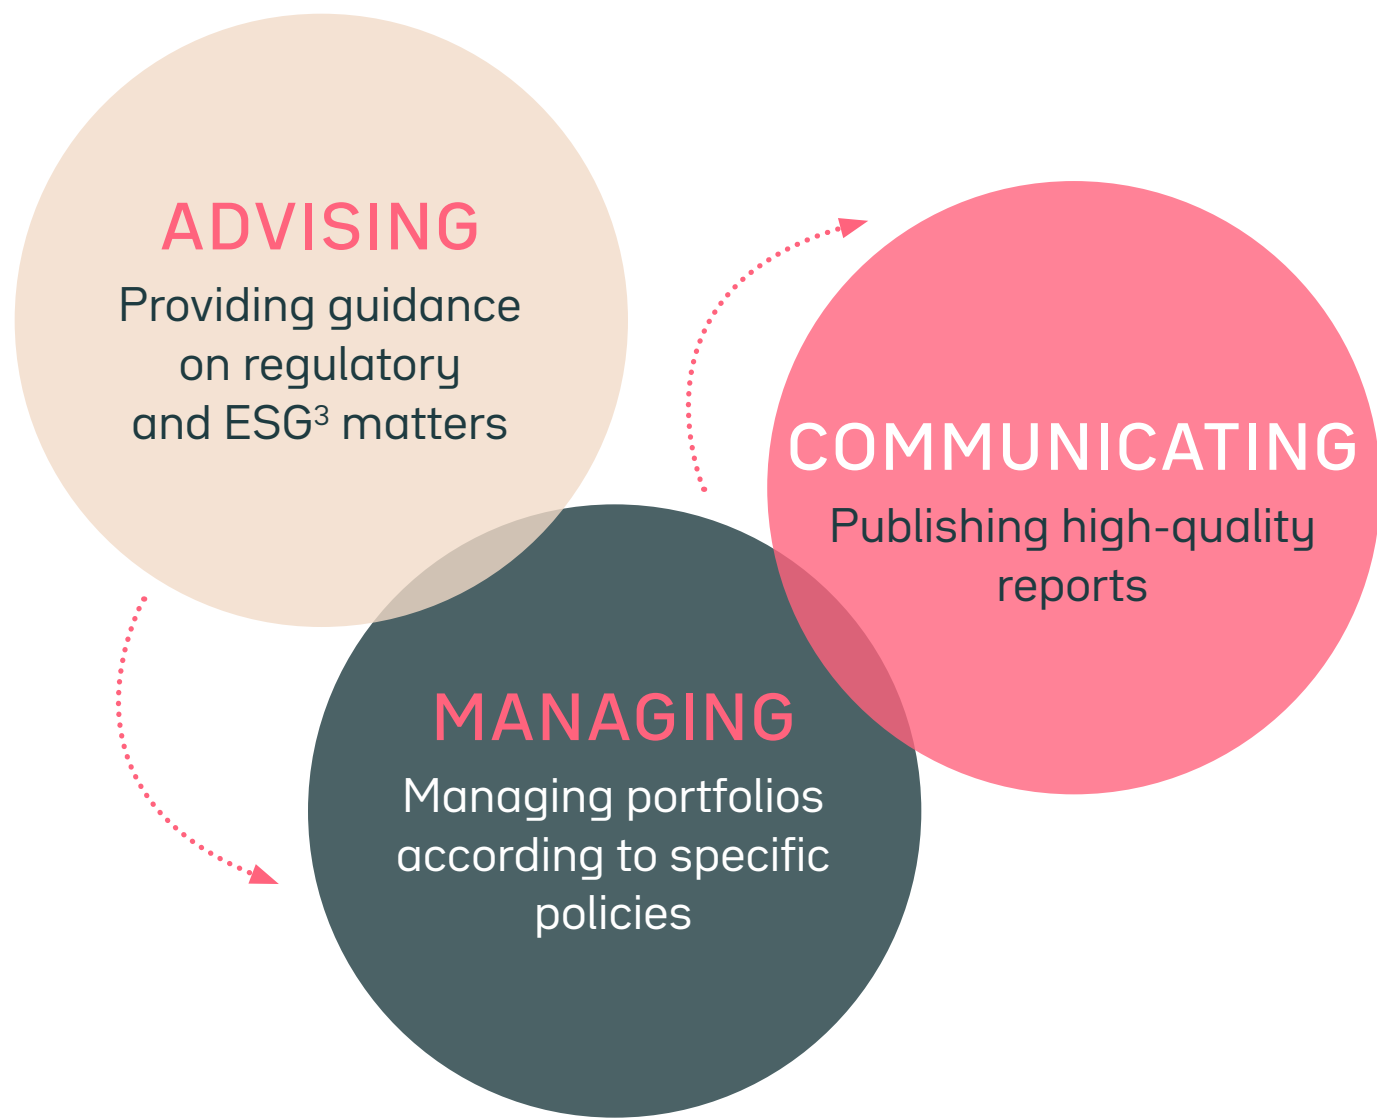 ADVISING
Providing guidance
on regulatory
and ESG³ matters
MANAGING
Managing portfolios
according to specific
policies
COMMUNICATING
Publishing high-quality
reports